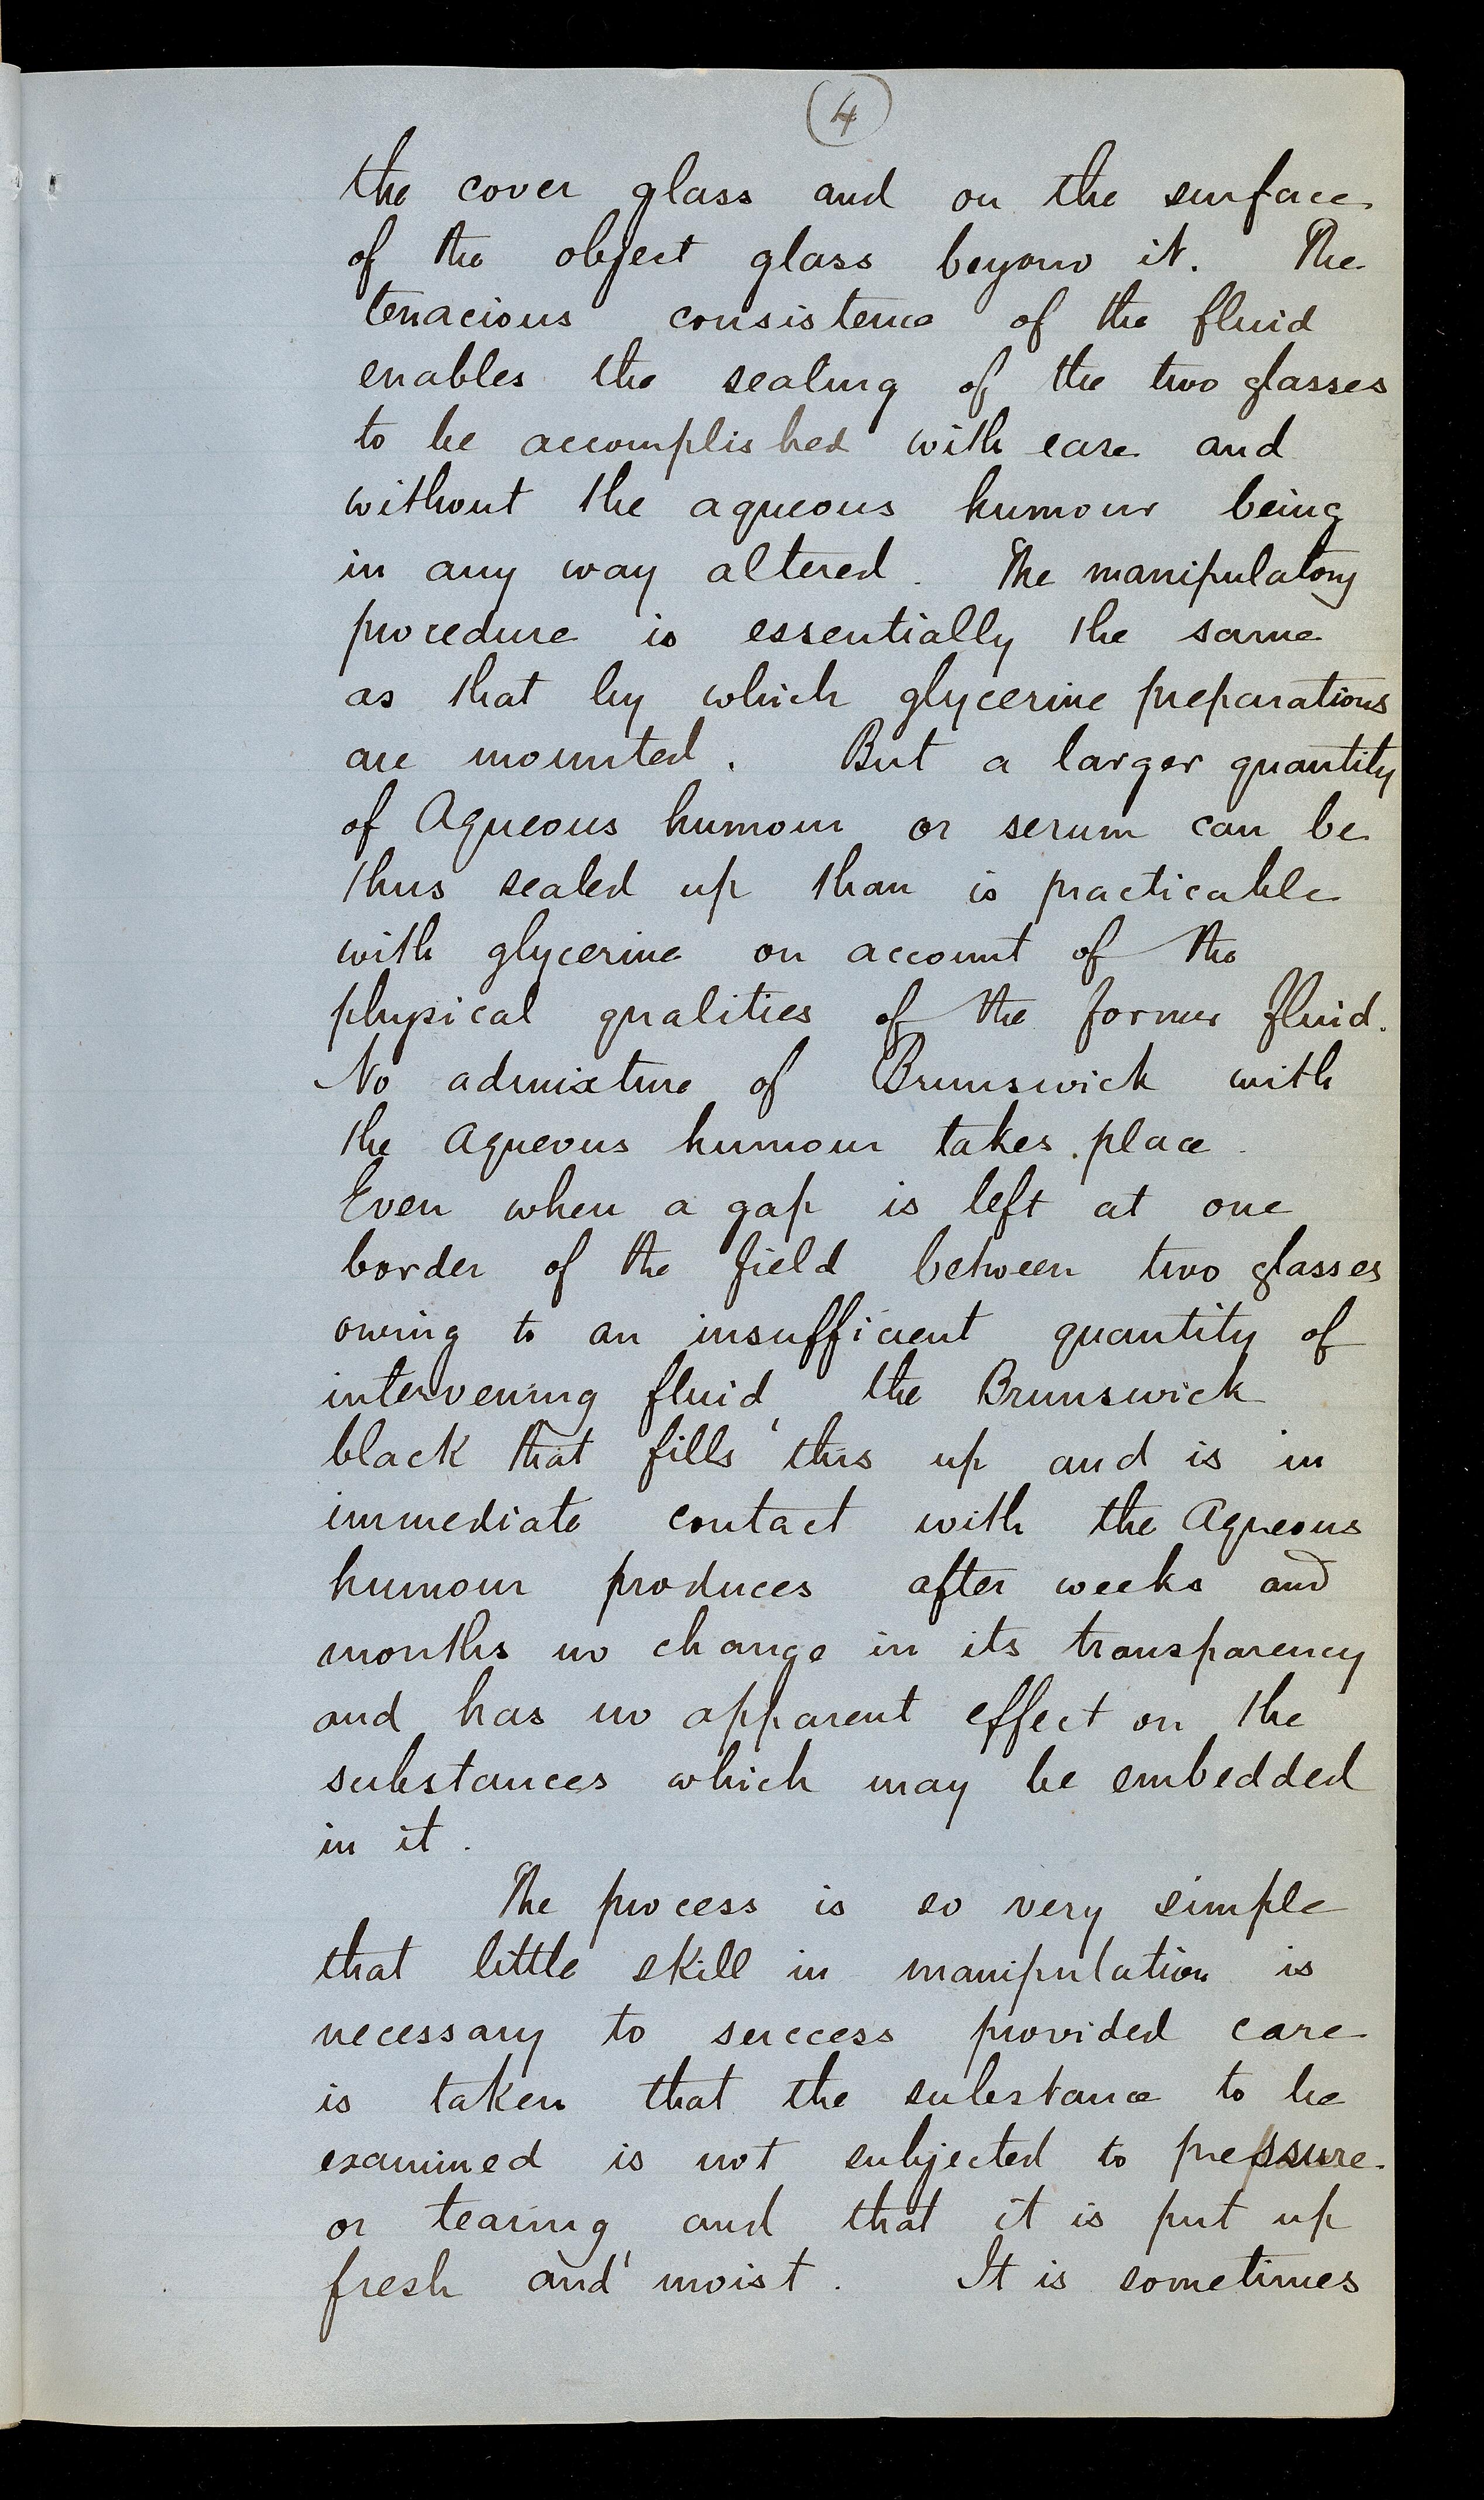 4
the cover glass and on the surface
of the object glass beyond it. The
tenacious consistence of the fluid
enables the sealing of the two glasses
to be accomplished with ease and
without the aqueous humour being
in any way altered. The manipulatory
procedure is essentially the same
as that by which glycerine preparations
are mounted. But a larger quantity
of Aqueous humour or serum can be
thus sealed up than is practicable
with glycerine on account of the
physical qualities of the former fluid.
No admixture of Brunswick with
the Aqueous humour takes place.
Even when a gap is left at one
border of the field between two glasses
owing to an insufficient quantity of
intervening fluid, the Brunswick
black that fills this up and is in
immediate contact with the Aqueous
humour produces after weeks and
months no change in its transparency
and has no apparent effect on the
substances which may be embedded
in it.
The process is so very simple
that little skill in manipulation is
necessary to success provided care
is taken that the substance to be
examined is not subjected to pressure
or tearing and that it is put up
fresh and moist. It is sometimes